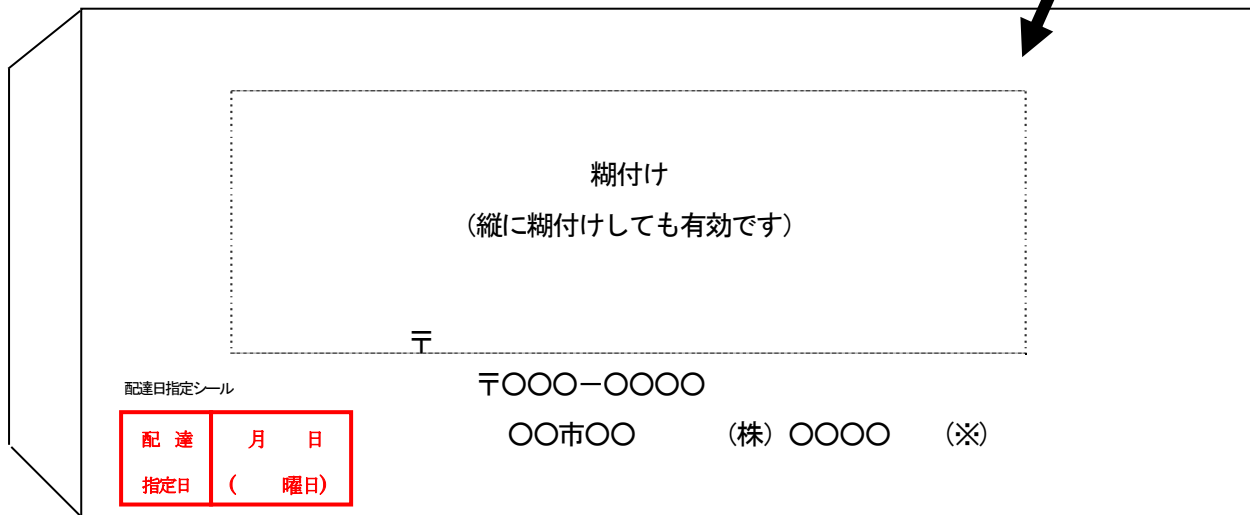 糊付け
（縦に糊付けしても有効です）
〒
配達日指定シール
〒〇〇〇－〇〇〇〇
〇〇市〇〇　　　（株）〇〇〇〇　　（※）
配　達　月　　日
指定日　(　　　曜日)